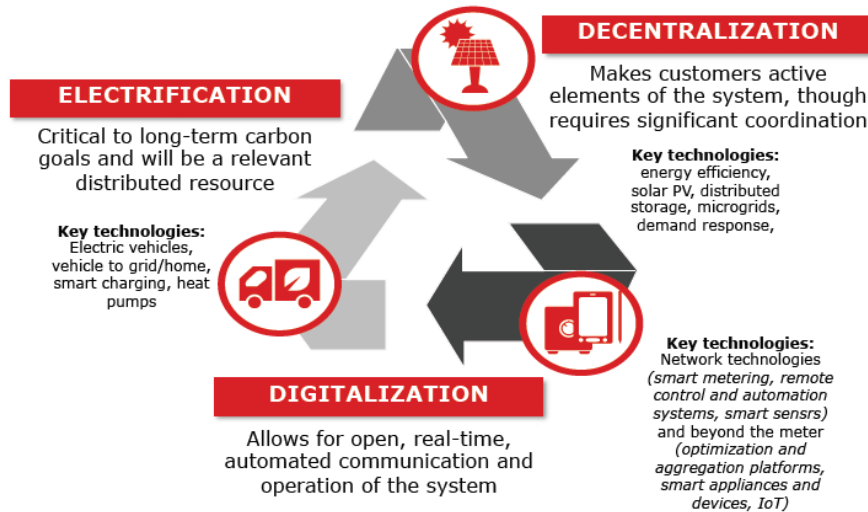 DECENTRALIZATION
Makes customers active
elements of the system, though
requires significant coordination
Key technologies:
energy efficiency,
solar PV, distributed
storage, microgrids,
demand response,
ELECTRIFICATION
Critical to long-term carbon
goals and will be a relevant
distributed resource
Key technologies:
Electric vehicles,
vehicle to grid/home,
smart charging, heat
pumps
DIGITALIZATION
Allows for open, real-time,
automated communication and
operation of the system
Key technologies:
Network technologies
(smart metering, remote
control and automation
systems, smart sensrs)
and beyond the meter
(optimization and
aggregation platforms,
smart appliances and
devices, IoT)